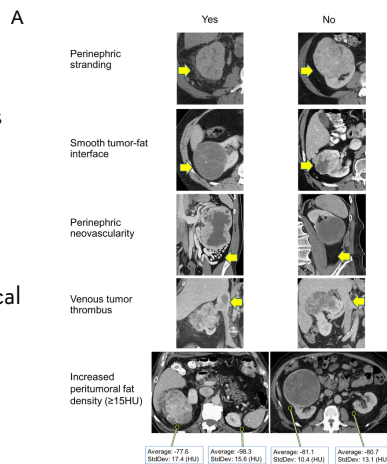 A
Yes
No
Perinephric
stranding
s
Smooth tumor-fat
interface
Perinephric
neovascularity
cal
Venous tumor
thrombus
Increased
peritumoral fat
density (≥15HU)
Average: -77.6
StdDev: 17.4 (HU)
Average: -98.3
StdDev: 15.6 (HU)
Average: -81.1
StdDev: 10.4 (HU)
Average: -80.7
StdDev: 13.1 (HU)